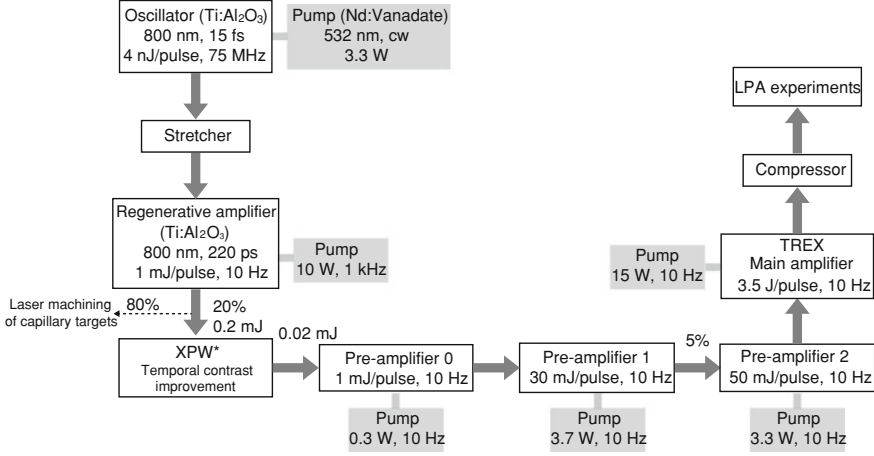 Oscillator (Ti:Al2O3)
800 nm, 15 fs
4 nJ/pulse, 75 MHz
Pump (Nd:Vanadate)
532 nm, cw
3.3 W
Stretcher
Regenerative amplifier
(Ti:Al2O3)
800 nm, 220 ps
1 mJ/pulse, 10 Hz
Pump
10 W, 1 kHz
Laser machining
of capillary targets
80%
20%
0.2 mJ
XPW*
Temporal contrast
improvement
0.02 mJ
Pre-amplifier 0
1 mJ/pulse, 10 Hz
Pump
0.3 W, 10 Hz
Pre-amplifier 1
30 mJ/pulse, 10 Hz
Pump
3.7 W, 10 Hz
5%
Pre-amplifier 2
50 mJ/pulse, 10 Hz
Pump
3.3 W, 10 Hz
TREX
Main amplifier
3.5 J/pulse, 10 Hz
Pump
15 W, 10 Hz
Compressor
LPA experiments